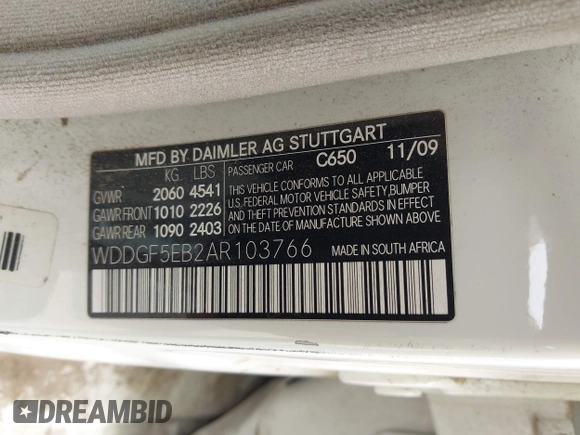 MFD BY DAIMLER AG STUTTGART
KG LBS PASSENGER CAR C650 11/09
GVWR 2060 4541
GAWR FRONT 1010 2226
GAWR REAR 1090 2403
THIS VEHICLE CONFORMS TO ALL APPLICABLE
U.S. FEDERAL MOTOR VEHICLE SAFETY, BUMPER
AND THEFT PREVENTION STANDARDS IN EFFECT
ON THE DATE OF MANUFACTURE SHOWN ABOVE.
WDDGF5EB2AR103766 MADE IN SOUTH AFRICA
DREAMBID